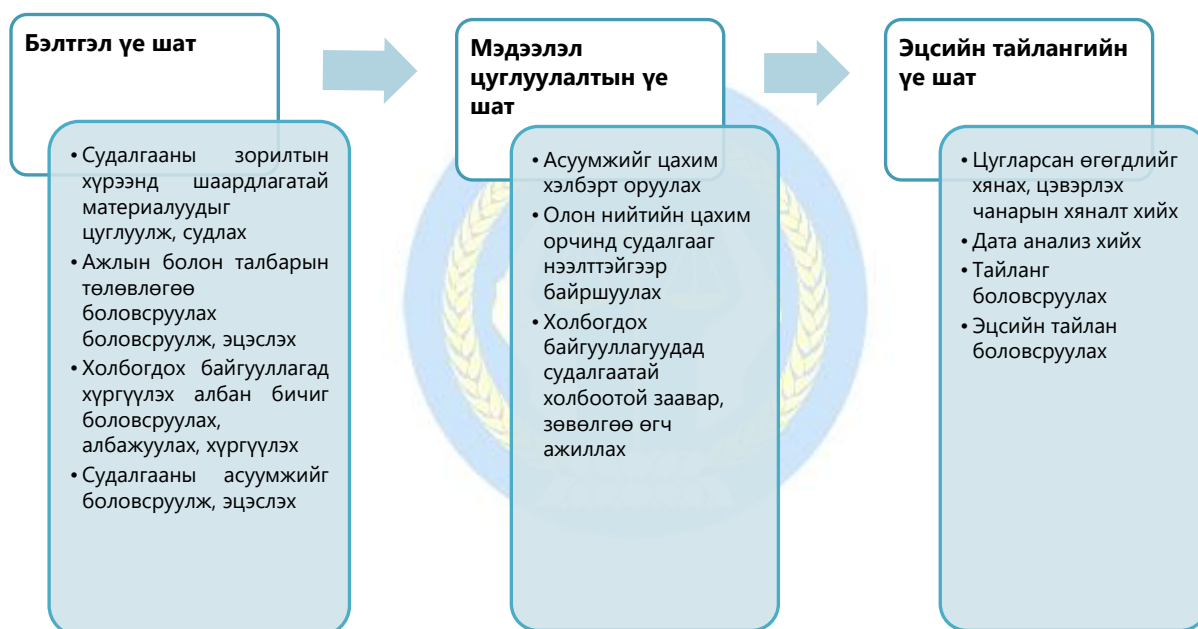 Бэлтгэл үе шат
• Судалгааны зорилтын
хүрээнд шаардлагатай
материалуудыг
цуглуулж, судлах
• Ажлын болон талбарын
төлөвлөгөө
боловсруулах
боловсруулж, эцэслэх
• Холбогдох байгууллагад
хүргүүлэх албан бичиг
боловсруулах,
албажуулах, хүргүүлэх
• Судалгааны асуумжийг
боловсруулж, эцэслэх
Мэдээлэл
цуглуулалтын үе
шат
• Асуумжийг цахим
хэлбэрт оруулах
• Олон нийтийн цахим
орчинд судалгааг
нээлттэйгээр
байршуулах
• Холбогдох
байгууллагуудад
судалгаатай
холбоотой заавар,
зөвөлгөө өгч
ажиллах
Эцсийн тайлангийн
үе шат
• Цугларсан өгөгдлийг
хянах, цэвэрлэх
чанарын хяналт хийх
• Дата анализ хийх
• Тайланг
боловсруулах
• Эцсийн тайлан
боловсруулах